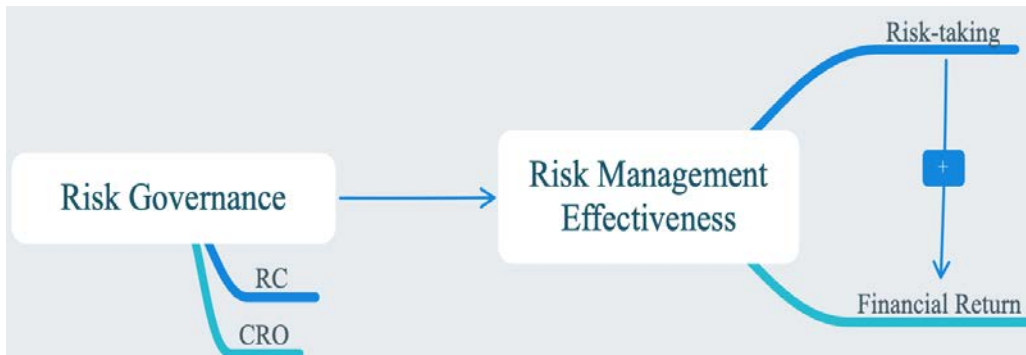 Risk-taking
+
Risk Governance
Risk Management
Effectiveness
RC
CRO
Financial Return